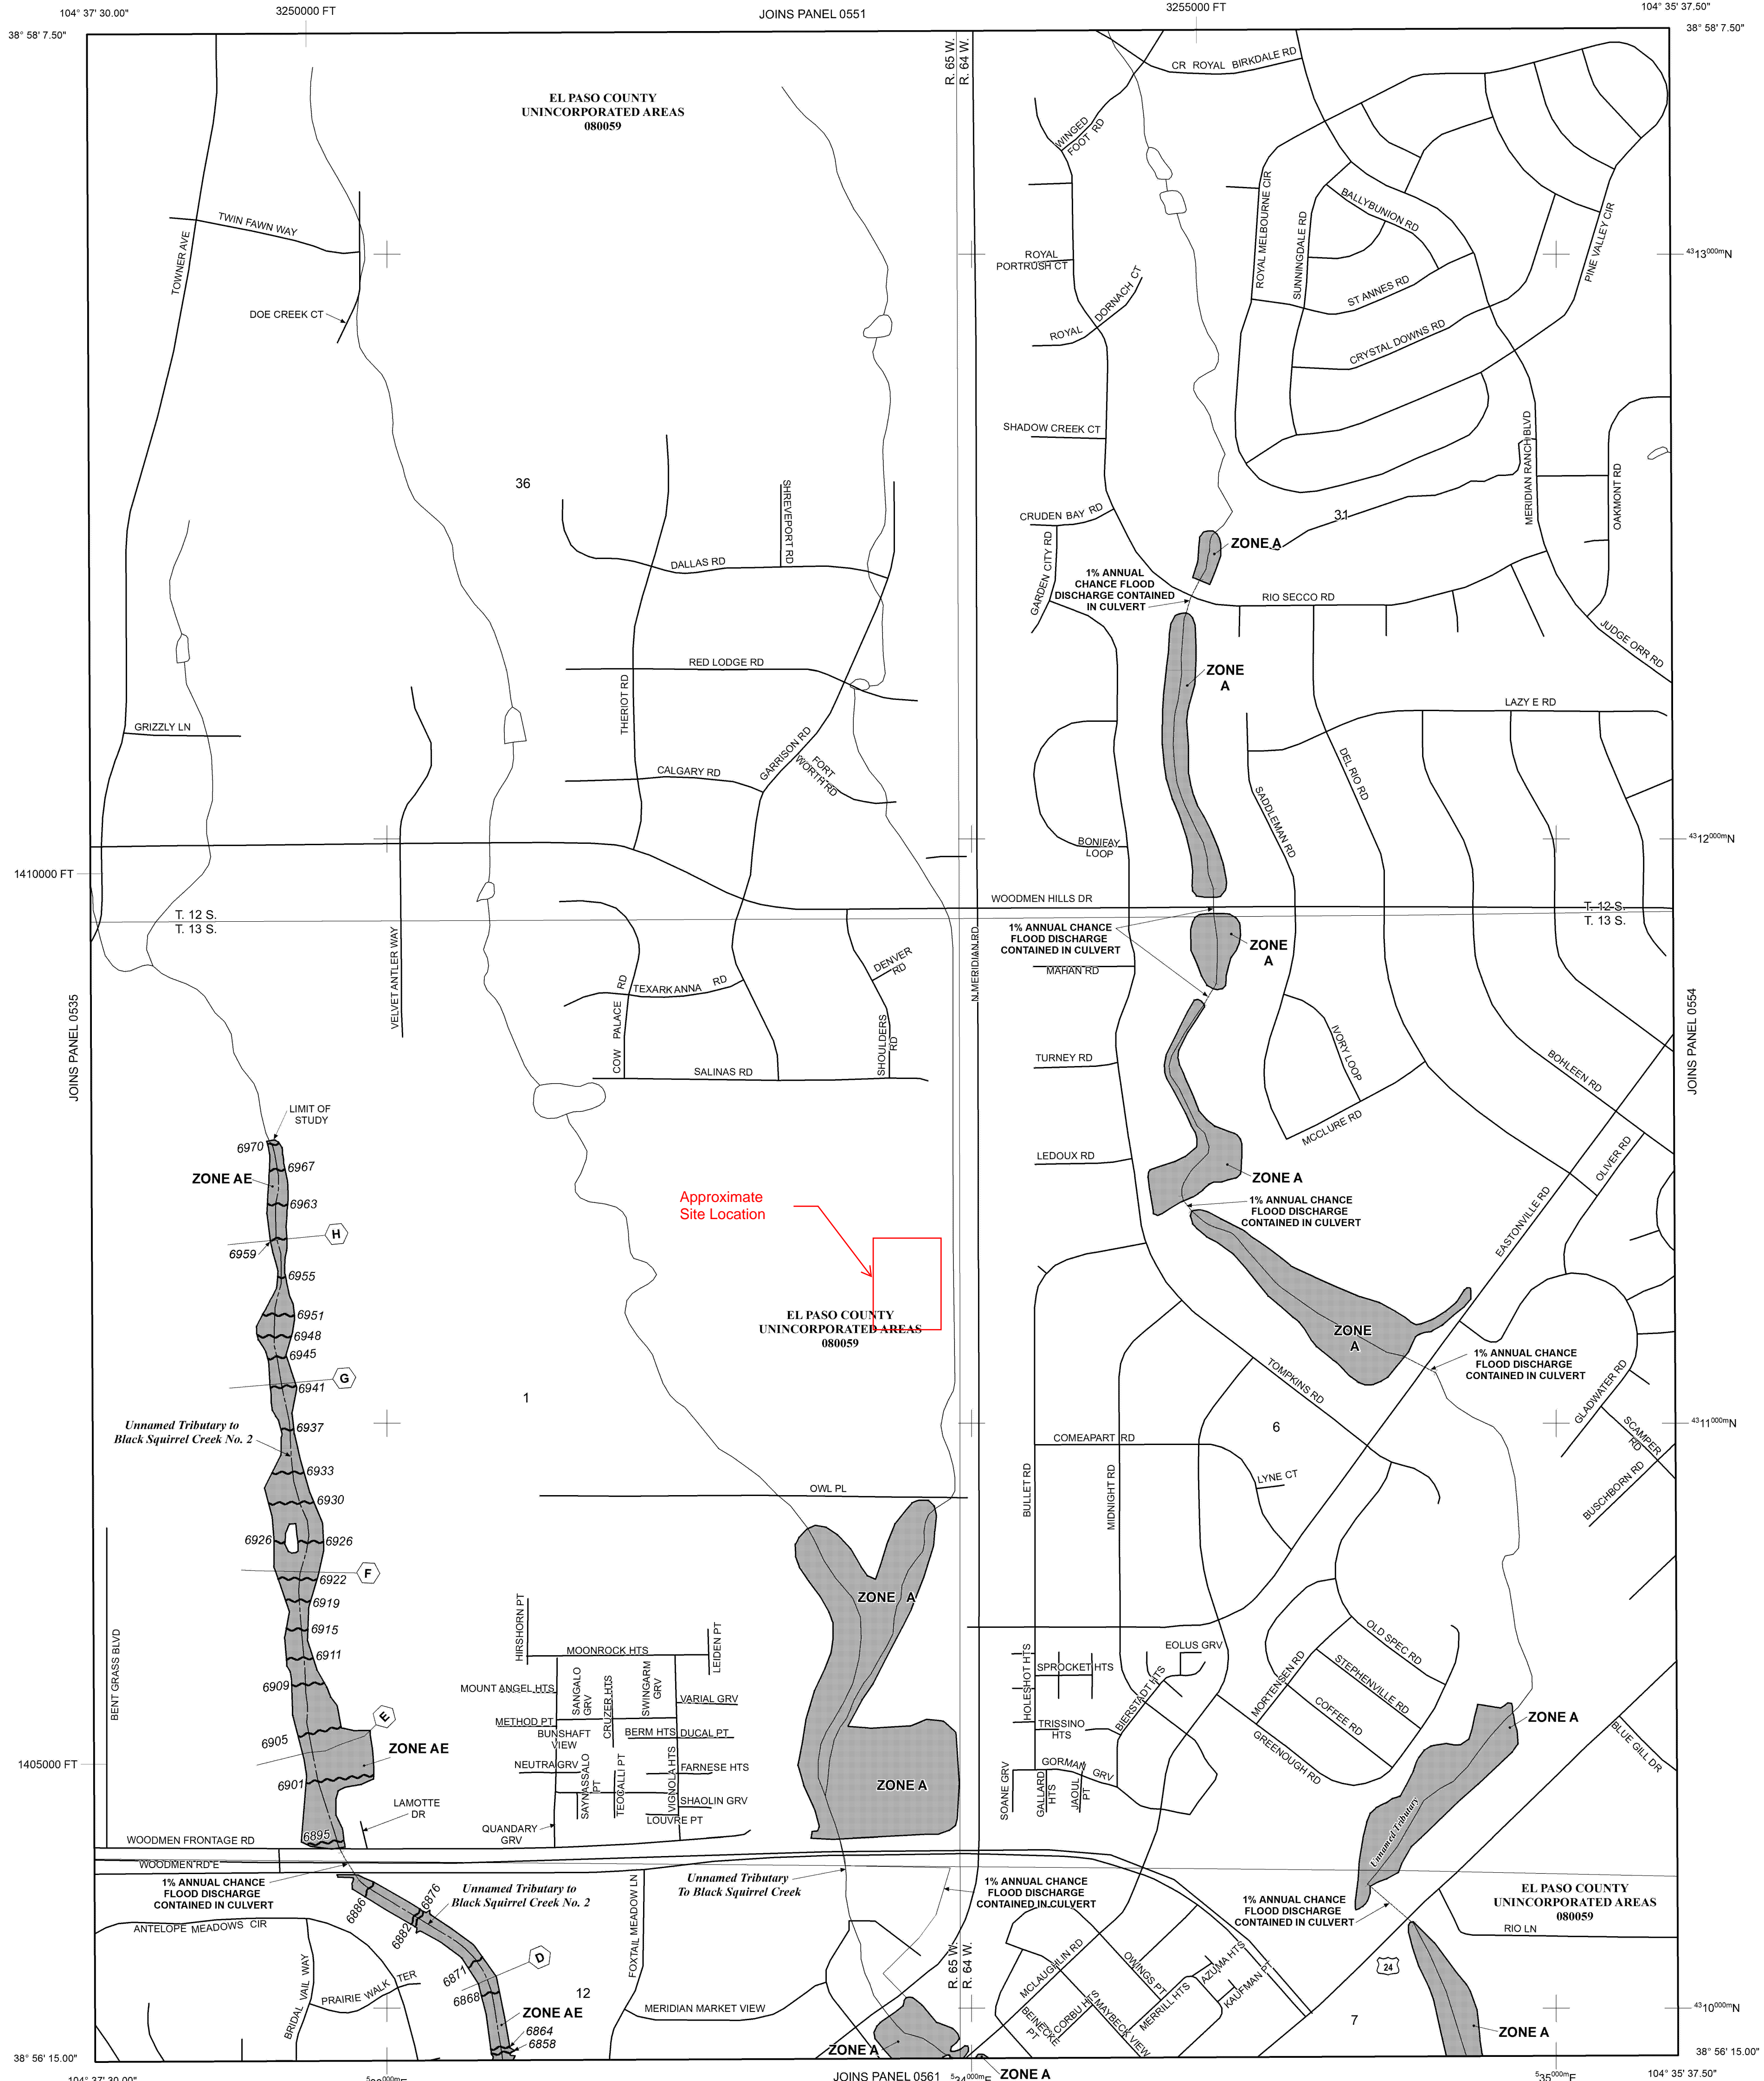 104° 37' 30.00"
3250000 FT
JOINS PANEL 0551
3255000 FT
104° 35' 37.50"
38° 58' 7.50"
38° 58' 7.50"
R. 65 W.
R. 64 W.
CR ROYAL BIRKDALE RD
EL PASO COUNTY
UNINCORPORATED AREAS
080059
WINGED
FOOT RD
TWIN FAWN WAY
TOWNER AVE
DOE CREEK CT
ROYAL
PORTRUSH CT
ROYAL DORNACH CT
ROYAL MELBOURNE CIR
SUNNINGDALE RD
BALLYBUNION RD
ST ANNES RD
CRYSTAL DOWNS RD
PINE VALLEY CIR
4313000mN
SHADOW CREEK CT
MERIDIAN RANCH BLVD
OAKMONT RD
36
SHREVEPORT RD
CRUDEN BAY RD
31
GARDEN CITY RD
ZONE A
DALLAS RD
1% ANNUAL
CHANCE FLOOD
DISCHARGE CONTAINED
IN CULVERT
RIO SECCO RD
JUDGE ORR RD
RED LODGE RD
THERIOT RD
ZONE
A
LAZY E RD
GRIZZLY LN
GARRISON RD
CALGARY RD
FORT
WORTH RD
DEL RIO RD
SADDLEMAN RD
BONIFAY
LOOP
4312000mN
1410000 FT
WOODMEN HILLS DR
T. 12 S.
T. 13 S.
T. 12 S.
T. 13 S.
1% ANNUAL CHANCE
FLOOD DISCHARGE
CONTAINED IN CULVERT
ZONE
A
MAHAN RD
VELVET ANTLER WAY
N MERIDIAN RD
DENVER
RD
TEXARKANNA RD
COW PALACE RD
SHOULDERS
RD
SALINAS RD
JOINS PANEL 0535
JOINS PANEL 0554
TURNEY RD
IVORY LOOP
BOHLEEN RD
MCCLURE RD
LIMIT OF
STUDY
6970
6967
ZONE AE
6963
H
6959
6955
6951
6948
6945
G
6941
6937
LEDOUX RD
ZONE A
OLIVER RD
EASTONVILLE RD
1% ANNUAL CHANCE
FLOOD DISCHARGE
CONTAINED IN CULVERT
Approximate
Site Location
EL PASO COUNTY
UNINCORPORATED AREAS
080059
ZONE
A
1% ANNUAL CHANCE
FLOOD DISCHARGE
CONTAINED IN CULVERT
TOMPKINS RD
GLADWATER RD
SCAMPER
RD
BUSCHBORN RD
1
6
4311000mN
Unnamed Tributary to
Black Squirrel Creek No. 2
6933
6930
6926
6926
F
6922
6919
6915
6911
6909
E
6905
6901
ZONE AE
6895
COMEAPART RD
LYNE CT
BULLET RD
MIDNIGHT RD
OWL PL
ZONE A
ZONE A
BENT GRASS BLVD
HIRSHORN PT
MOONROCK HTS
LEIDEN PT
MOUNT ANGEL HTS
SANGALO
GRV
CRUZER HTS
SWINGARM
GRV
VARIAL GRV
METHOD PT
BUNSHAFT
VIEW
BERM HTS
DUCAL PT
NEUTRA GRV
SAYNASSALO
PT
TEOCALLI PT
VIGNOLA HTS
FARNESE HTS
SHAOLIN GRV
LOUVRE PT
QUANDARY
GRV
LAMOTTE
DR
HOLESHOT HTS
SPROCKET HTS
EOLUS GRV
TRISSINO
HTS
BIERSTADT HTS
GORMAN GRV
SOANE GRV
GALLARD
HTS
JAOUL
PT
OLD SPEC RD
MORTENSEN RD
STEPHENVILLE RD
COFFEE RD
GREENOUGH RD
ZONE A
BLUE GILL DR
Unnamed Tributary
1405000 FT
WOODMEN FRONTAGE RD
WOODMEN RD E
1% ANNUAL CHANCE
FLOOD DISCHARGE
CONTAINED IN CULVERT
ANTELOPE MEADOWS CIR
6886
6876
6882
Unnamed Tributary to
Black Squirrel Creek No. 2
6871
D
6868
ZONE AE
6864
6858
BRIDAL VAIL WAY
PRAIRIE WALK TER
12
FOXTAIL MEADOW LN
Unnamed Tributary
To Black Squirrel Creek
MERIDIAN MARKET VIEW
1% ANNUAL CHANCE
FLOOD DISCHARGE
CONTAINED IN CULVERT
R. 65 W.
R. 64 W.
MCLAUGHLIN RD
OWINGS PT
AZUMA HTS
KAUFMAN PT
MERRILL HTS
S MAYBECK VIEW
CORBU HTS
BEINECKE
PT
1% ANNUAL CHANCE
FLOOD DISCHARGE
CONTAINED IN CULVERT
EL PASO COUNTY
UNINCORPORATED AREAS
080059
RIO LN
24
7
4310000mN
ZONE A
ZONE A
ZONE A
38° 56' 15.00"
38° 56' 15.00"
104° 37' 30.00"
JOINS PANEL 0561
534000mE
535000mE
104° 35' 37.50"